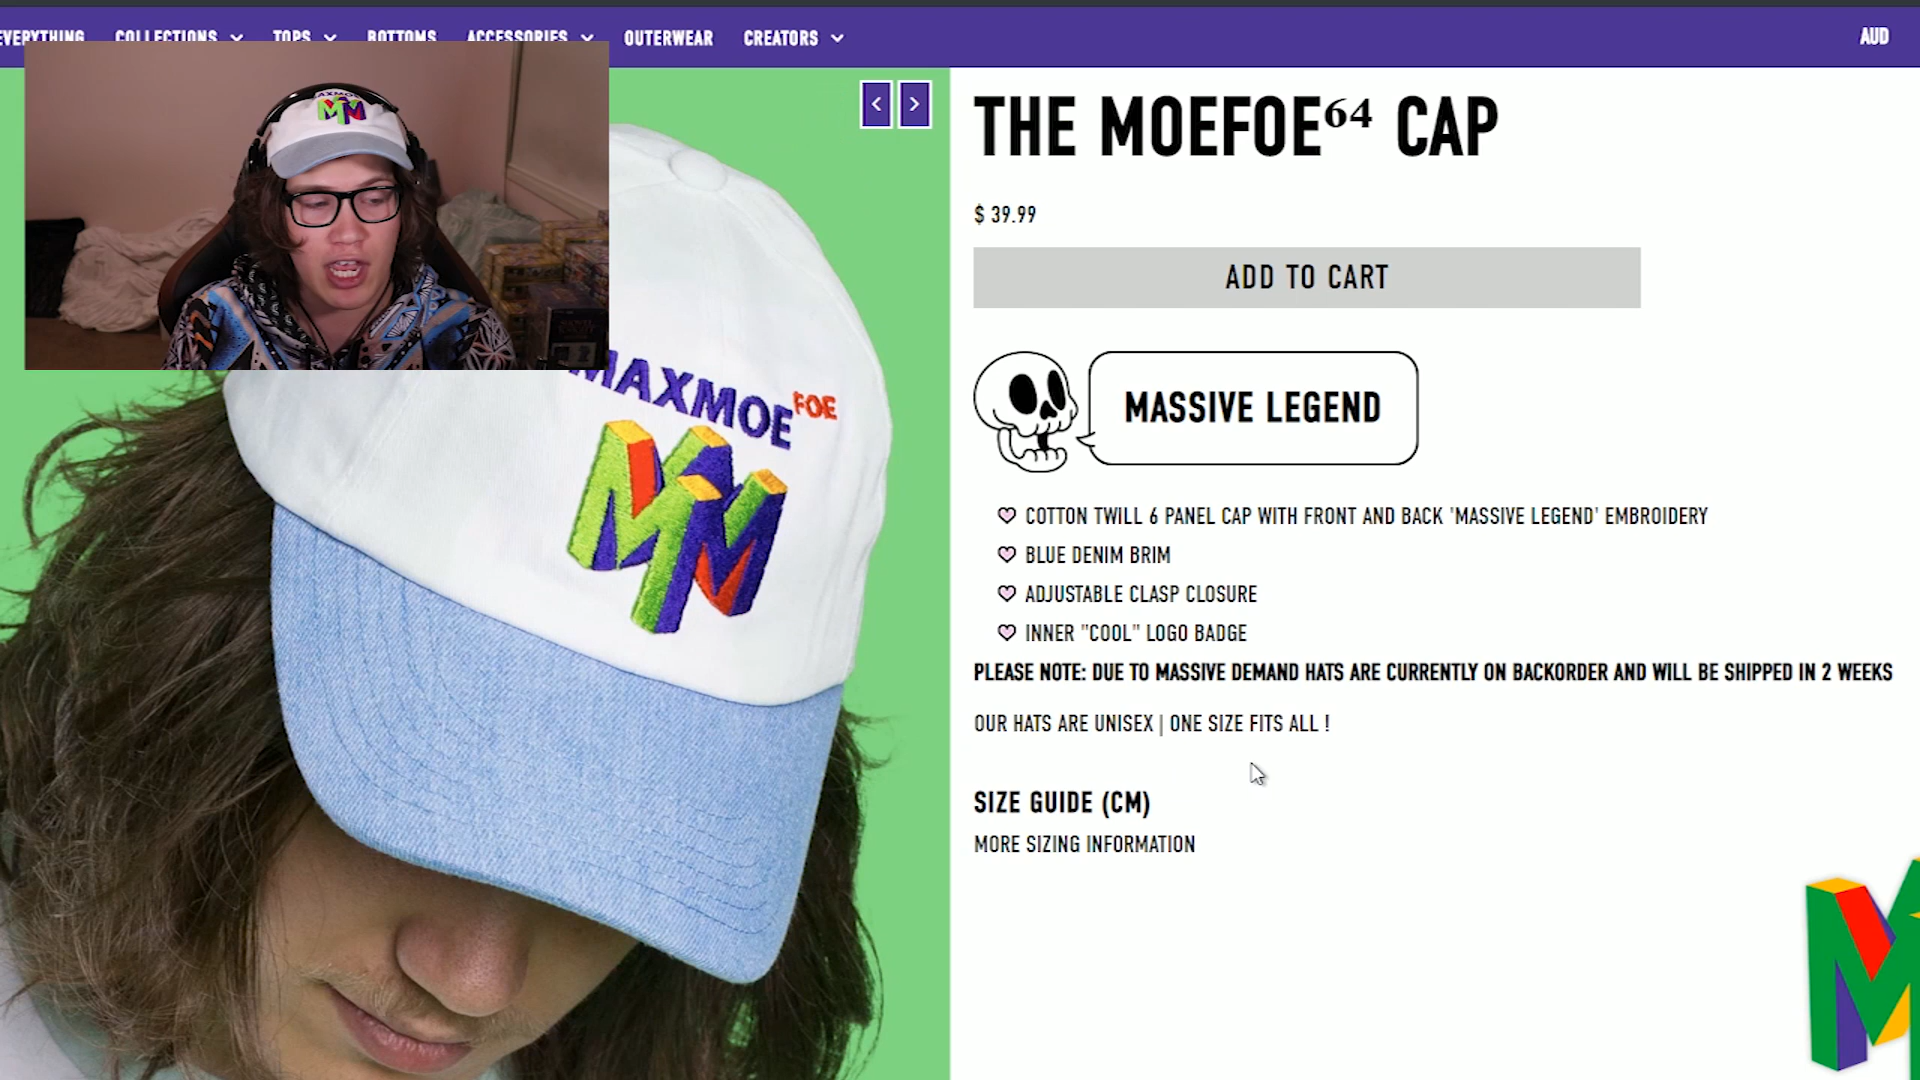 EVERYTHING COLLECTIONS TOPS BOTTOMS ACCESSORIES OUTERWEAR CREATORS AUD
THE MOEFOE⁶⁴ CAP
$ 39.99
ADD TO CART
MASSIVE LEGEND
COTTON TWILL 6 PANEL CAP WITH FRONT AND BACK 'MASSIVE LEGEND' EMBROIDERY
BLUE DENIM BRIM
ADJUSTABLE CLASP CLOSURE
INNER "COOL" LOGO BADGE
PLEASE NOTE: DUE TO MASSIVE DEMAND HATS ARE CURRENTLY ON BACKORDER AND WILL BE SHIPPED IN 2 WEEKS
OUR HATS ARE UNISEX | ONE SIZE FITS ALL !
SIZE GUIDE (CM)
MORE SIZING INFORMATION
MAXMOE FOE